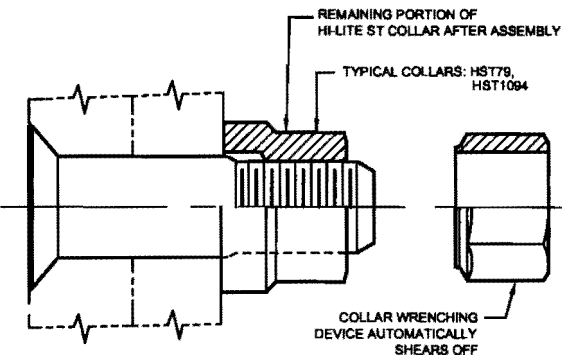 REMAINING PORTION OF
HI-LITE ST COLLAR AFTER ASSEMBLY
TYPICAL COLLARS: HST79,
HST1094
COLLAR WRENCHING
DEVICE AUTOMATICALLY
SHEARS OFF